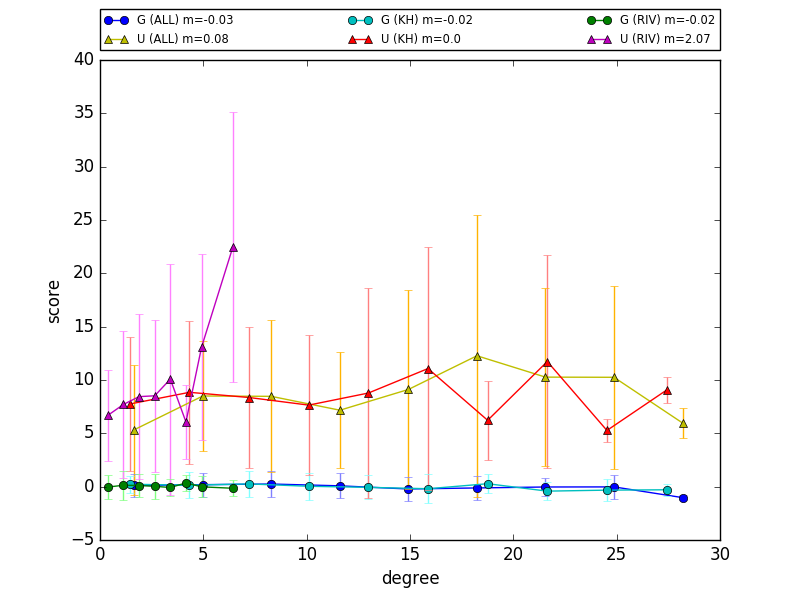 G (ALL) m=-0.03 G (KH) m=-0.02 G (RIV) m=-0.02
U (ALL) m=0.08 U (KH) m=0.0 U (RIV) m=2.07
40
35
30
25
20
15
10
5
0
−5
0 5 10 15 20 25 30
score
degree